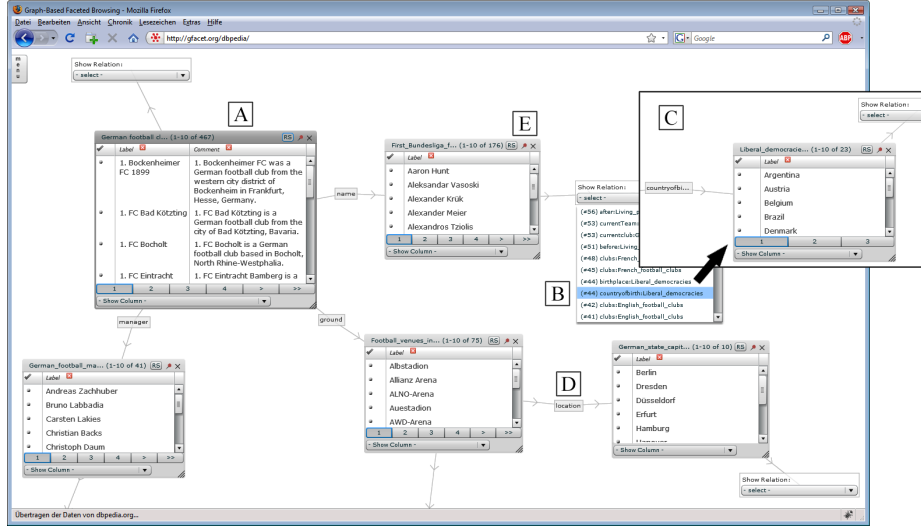 Graph-Based Faceted Browsing - Mozilla Firefox
Datei Bearbeiten Ansicht Chronik Lesezeichen Extras Hilfe
http://gfacet.org/dbpedia/
Google
ABP
menu
Show Relation:
- select -
A
German football cl... (1-10 of 467) RS
Label Comment
1. Bockenheimer FC 1899
1. Bockenheimer FC was a
German football club from the
western city district of
Bockenheim in Frankfurt,
Hesse, Germany.
1. FC Bad Kötzting
1. FC Bad Kötzting is a
German football club from the
city of Bad Kötzting, Bavaria.
1. FC Bocholt
1. FC Bocholt is a German
football club based in Bocholt,
North Rhine-Westphalia.
1. FC Eintracht
1. FC Eintracht Bamberg is a
1 2 3 4 > >>
- Show Column -
name
E
First_Bundesliga_f... (1-10 of 176) RS
Label
Aaron Hunt
Aleksandar Vasoski
Alexander Krük
Alexander Meier
Alexandros Tziolis
1 2 3 4 > >>
- Show Column -
B
Show Relation:
- select -
(#56) after:Living_p
(#53) currentTeam:
(#53) currentclub:G
(#51) before:Living_
(#48) clubs:French_
(#45) clubs:French_football_clubs
(#44) birthplace:Liberal_democracies
(#44) countryofbirth:Liberal_democracies
(#42) clubs:English_football_clubs
(#41) clubs:English_football_clubs
C
Show Relation:
- select -
countryofbi...
Liberal_democracie... (1-10 of 23) RS
Label
Argentina
Austria
Belgium
Brazil
Denmark
1 2 3
- Show Column -
manager
ground
German_football_ma... (1-10 of 41) RS
Label
Andreas Zachhuber
Bruno Labbadia
Carsten Lakies
Christian Backs
Christoph Daum
1 2 3 4 > >>
- Show Column -
Football_venues_in... (1-10 of 75) RS
Label
Albstadion
Allianz Arena
ALNO-Arena
Auestadion
AWD-Arena
1 2 3 4 > >>
- Show Column -
D
location
German_state_capit... (1-10 of 10) RS
Label
Berlin
Dresden
Düsseldorf
Erfurt
Hamburg
- Show Column -
Show Relation:
- select -
Übertragen der Daten von dbpedia.org...